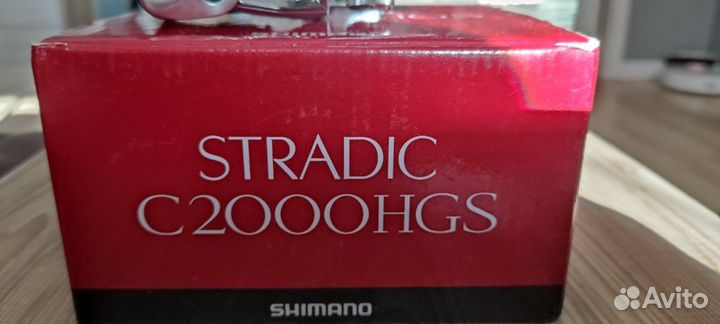 STRADIC
C2000HGS
SHIMANO
Avito